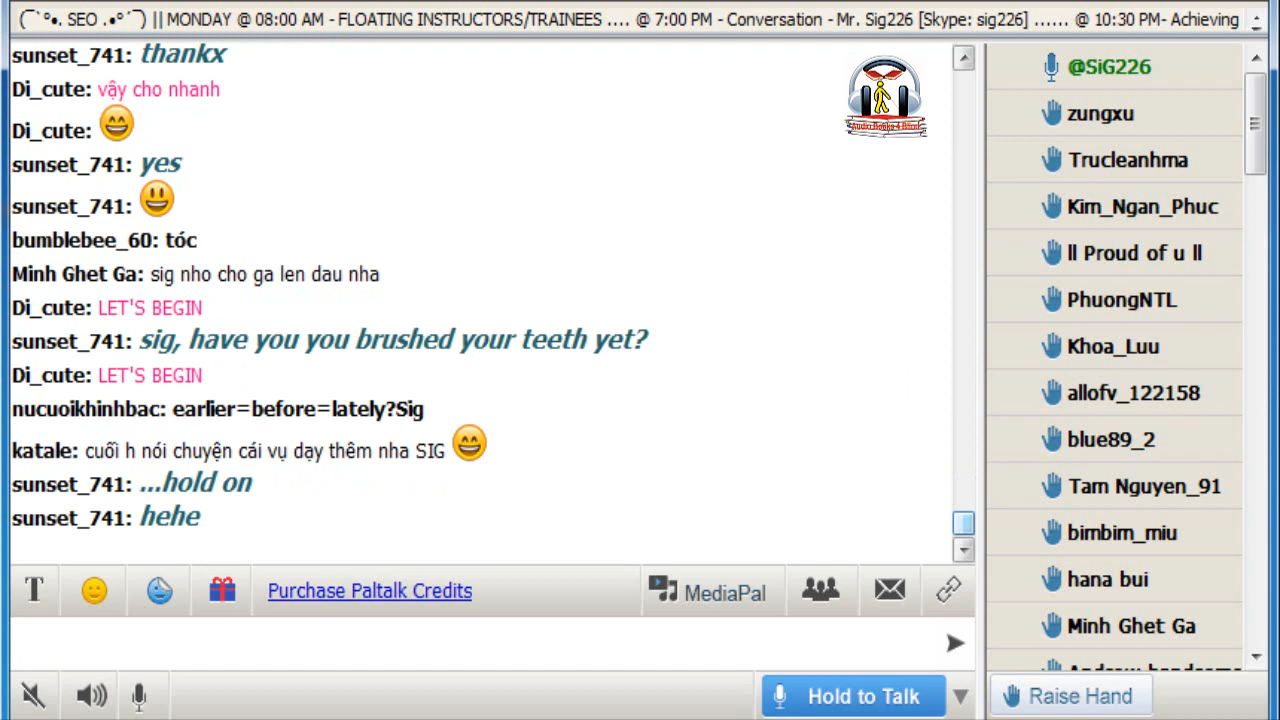 (¯`°•. SEO .•°´¯) || MONDAY @ 08:00 AM - FLOATING INSTRUCTORS/TRAINEES .... @ 7:00 PM - Conversation - Mr. Sig226 [Skype: sig226] ...... @ 10:30 PM- Achieving
sunset_741: thankx
Di_cute: vậy cho nhanh
Di_cute:
sunset_741: yes
sunset_741:
bumblebee_60: tóc
Minh Ghet Ga: sig nho cho ga len dau nha
Di_cute: LET'S BEGIN
sunset_741: sig, have you you brushed your teeth yet?
Di_cute: LET'S BEGIN
nucuoikhinhbac: earlier=before=lately?Sig
katale: cuối h nói chuyện cái vụ dạy thêm nha SIG
sunset_741: ...hold on
sunset_741: hehe
Audio Books 4 Blind
T
Purchase Paltalk Credits
MediaPal
Hold to Talk
@SiG226
zungxu
Trucleanhma
Kim_Ngan_Phuc
ll Proud of u ll
PhuongNTL
Khoa_Luu
allofv_122158
blue89_2
Tam Nguyen_91
bimbim_miu
hana bui
Minh Ghet Ga
Raise Hand